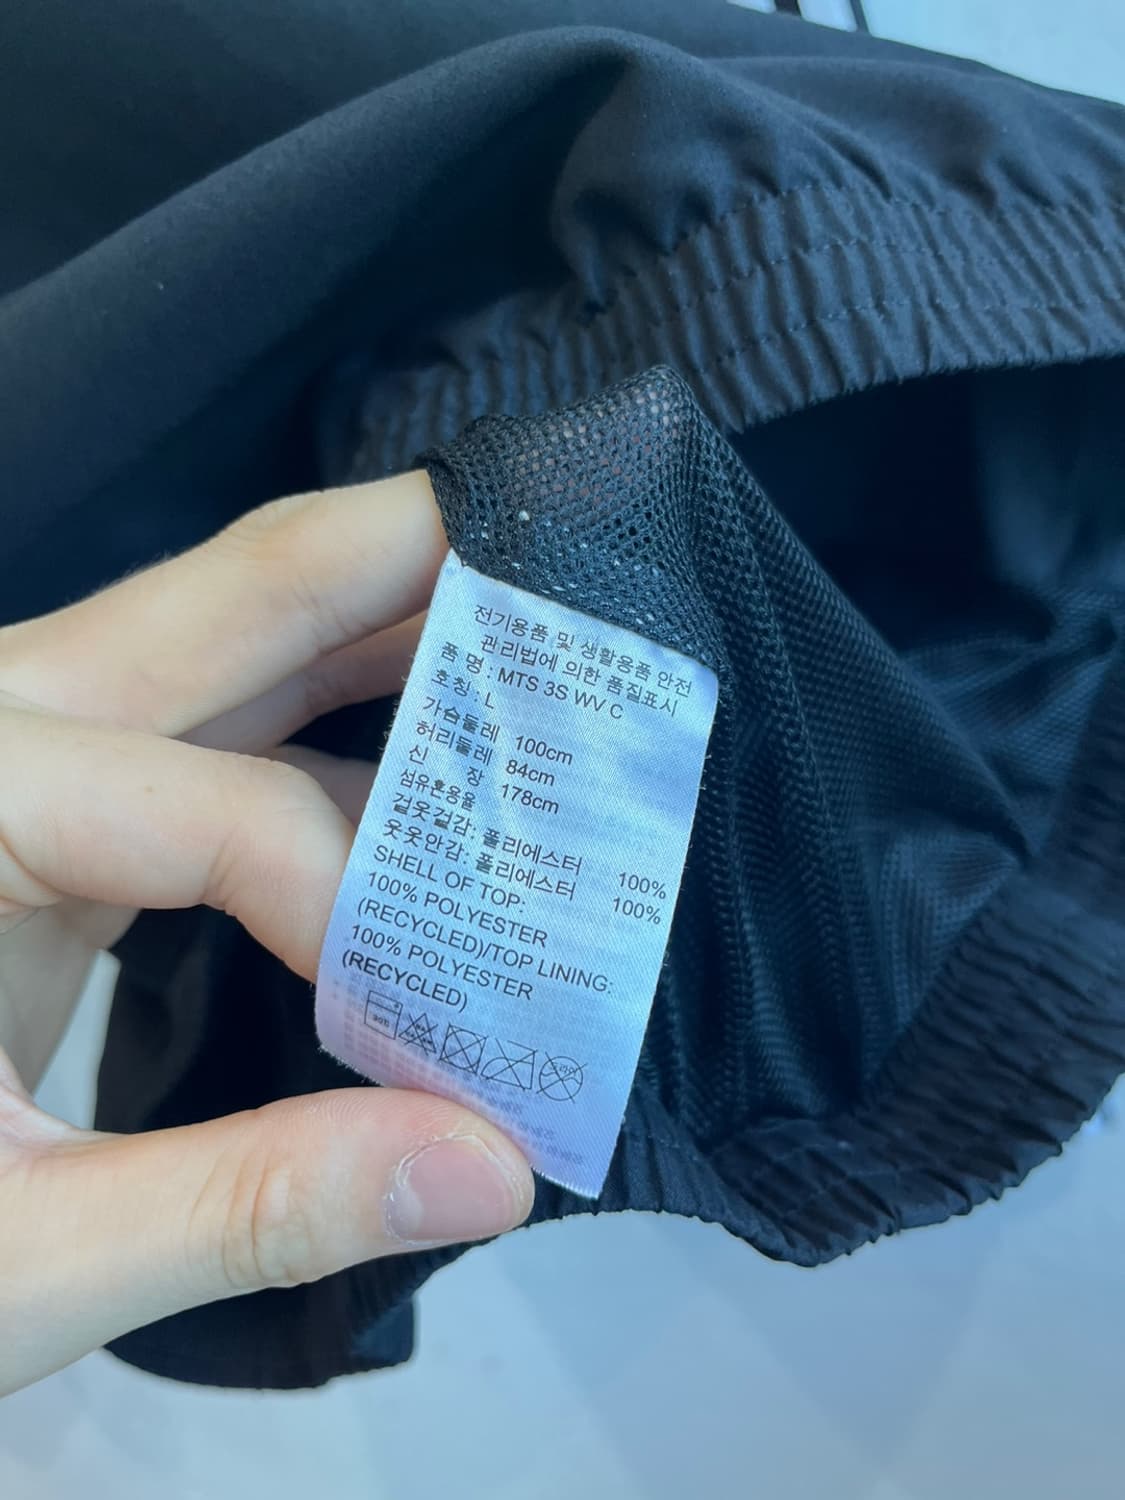 전기용품 및 생활용품 안전
관리법에 의한 품질표시
품 명 : MTS 3S WV C
호칭 : L
가슴둘레 100cm
허리둘레 84cm
신 장 178cm
섬유혼용율
겉옷겉감: 폴리에스터 100%
옷안감: 폴리에스터 100%
SHELL OF TOP:
100% POLYESTER
(RECYCLED)/TOP LINING:
100% POLYESTER
(RECYCLED)
드라이